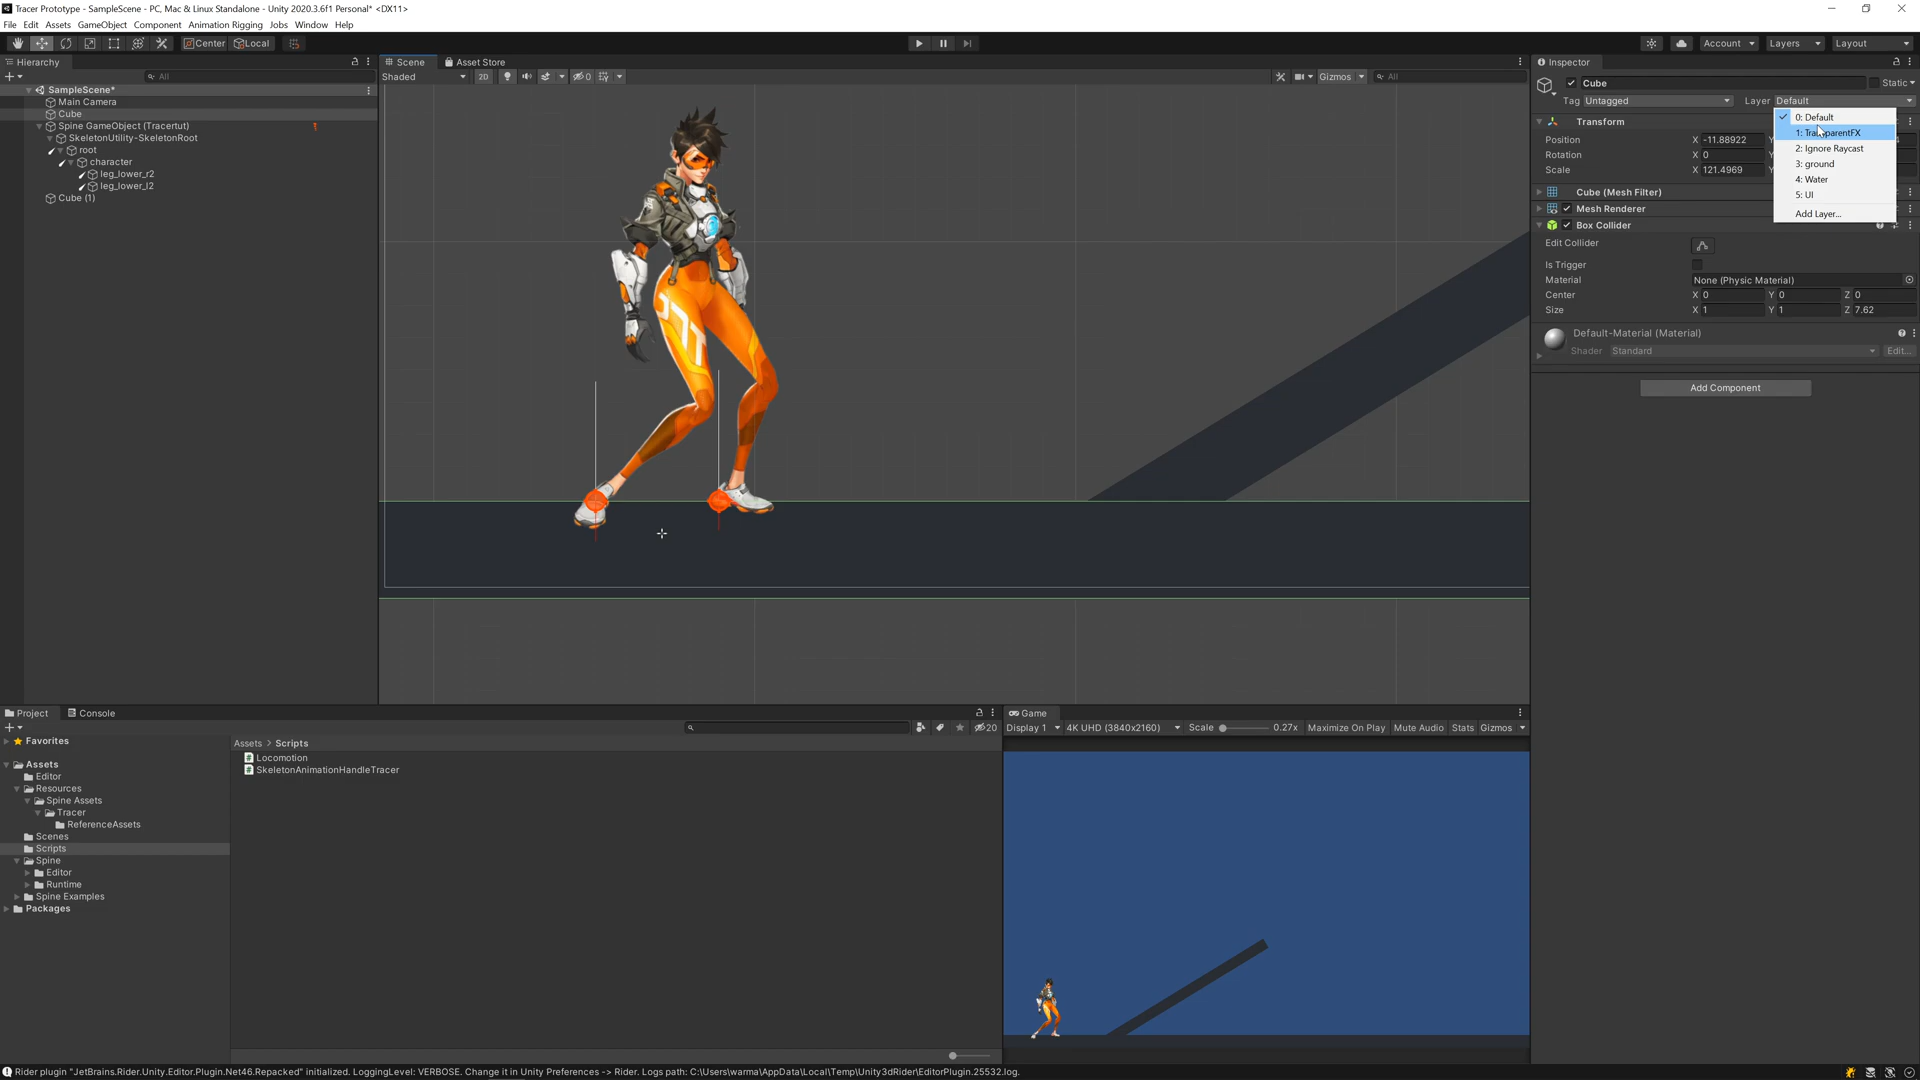 Tracer Prototype - SampleScene - PC, Mac & Linux Standalone - Unity 2020.3.6f1 Personal* <DX11>
File Edit Assets GameObject Component Animation Rigging Jobs Window Help
Center Local Account Layers Layout
Hierarchy
All
SampleScene*
Main Camera
Cube
Spine GameObject (Tracertut)
SkeletonUtility-SkeletonRoot
root
character
leg_lower_r2
leg_lower_l2
Cube (1)
Scene Asset Store
Shaded 2D 0 Gizmos All
Inspector
Cube Static
Tag Untagged Layer Default
0: Default
1: TransparentFX
2: Ignore Raycast
3: ground
4: Water
5: UI
Add Layer...
Transform
Position X -11.88922 Y
Rotation X 0 Y
Scale X 121.4969 Y
Cube (Mesh Filter)
Mesh Renderer
Box Collider
Edit Collider
Is Trigger
Material None (Physic Material)
Center X 0 Y 0 Z 0
Size X 1 Y 1 Z 7.62
Default-Material (Material)
Shader Standard Edit...
Add Component
Project Console
20
Favorites
Assets
Editor
Resources
Spine Assets
Tracer
ReferenceAssets
Scenes
Scripts
Spine
Editor
Runtime
Spine Examples
Packages
Assets > Scripts
Locomotion
SkeletonAnimationHandleTracer
Game
Display 1 4K UHD (3840x2160) Scale 0.27x Maximize On Play Mute Audio Stats Gizmos
Rider plugin "JetBrains.Rider.Unity.Editor.Plugin.Net46.Repacked" initialized. LoggingLevel: VERBOSE. Change it in Unity Preferences -> Rider. Logs path: C:\Users\warma\AppData\Local\Temp\Unity3dRider\EditorPlugin.25532.log.